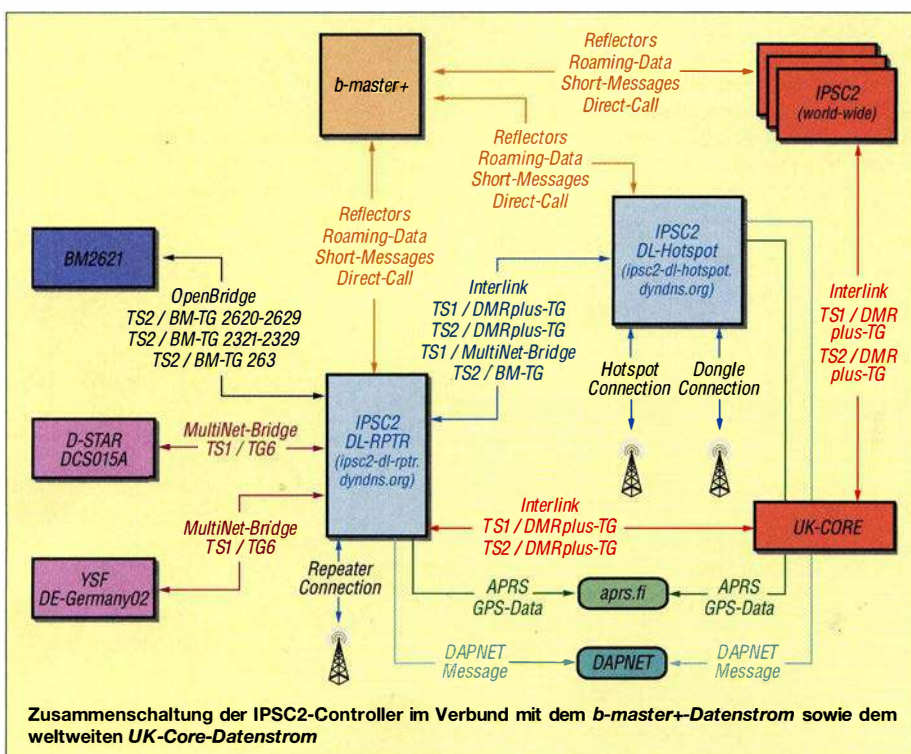 Reflectors
Roaming-Data
Short-Messages
Direct-Call
b-master+
IPSC2
(world-wide)
Reflectors
Roaming-Data
Short-Messages
Direct-Call
Reflectors
Roaming-Data
Short-Messages
Direct-Call
IPSC2
DL-Hotspot
(ipsc2-dl-hotspot.
dyndns.org)
BM2621
OpenBridge
TS2 / BM-TG 2620-2629
TS2 / BM-TG 2321-2329
TS2 / BM-TG 263
Interlink
TS1 / DMRplus-TG
TS2 / DMRplus-TG
TS1 / MultiNet-Bridge
TS2 / BM-TG
Interlink
TS1 / DMR
plus-TG
TS2 / DMR
plus-TG
Hotspot
Connection
Dongle
Connection
IPSC2
DL-RPTR
(ipsc2-dl-rptr.
dyndns.org)
D-STAR
DCS015A
MultiNet-Bridge
TS1 / TG6
MultiNet-Bridge
TS1 / TG6
Interlink
TS1 / DMRplus-TG
TS2 / DMRplus-TG
UK-CORE
YSF
DE-Germany02
Repeater
Connection
APRS
GPS-Data
aprs.fi
APRS
GPS-Data
DAPNET
Message
DAPNET
DAPNET
Message
Zusammenschaltung der IPSC2-Controller im Verbund mit dem b-master+-Datenstrom sowie dem
weltweiten UK-Core-Datenstrom